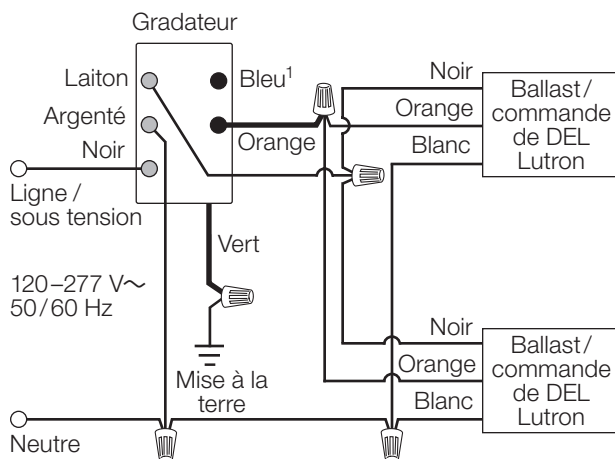 Gradateur
Laiton
Bleu¹
Argenté
Orange
Noir
Ligne /
sous tension
Vert
120–277 V~
50/60 Hz
Mise à la
terre
Neutre
Noir
Orange
Blanc
Ballast/
commande
de DEL
Lutron
Noir
Orange
Blanc
Ballast/
commande
de DEL
Lutron